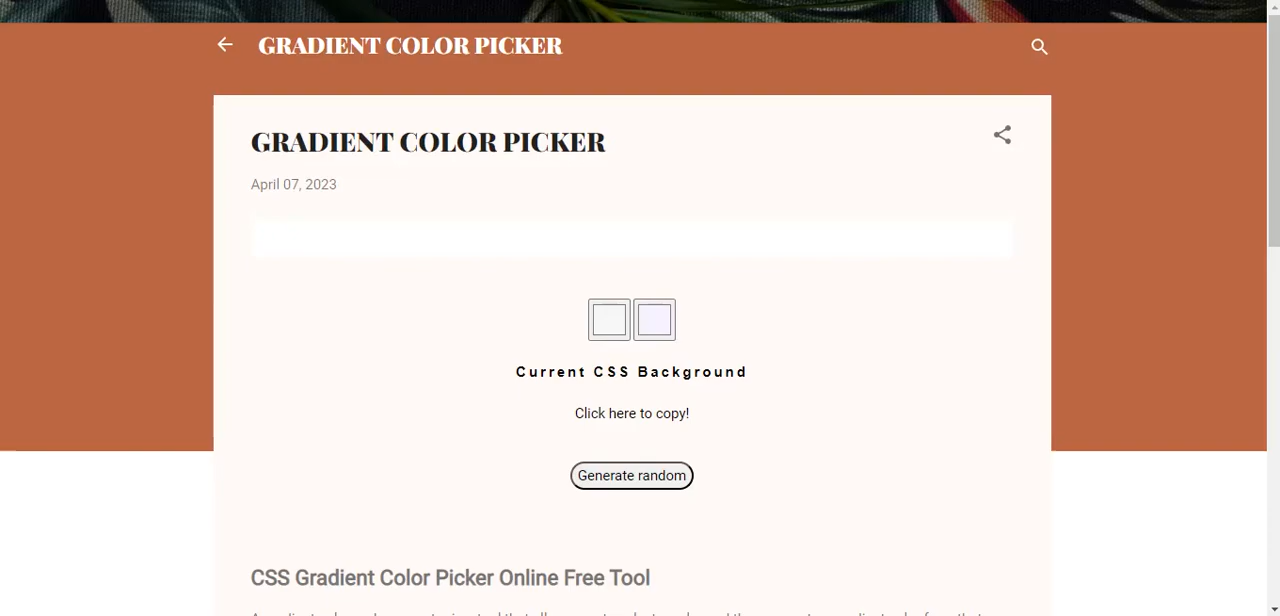 GRADIENT COLOR PICKER
GRADIENT COLOR PICKER
April 07, 2023
Current CSS Background
Click here to copy!
Generate random
CSS Gradient Color Picker Online Free Tool